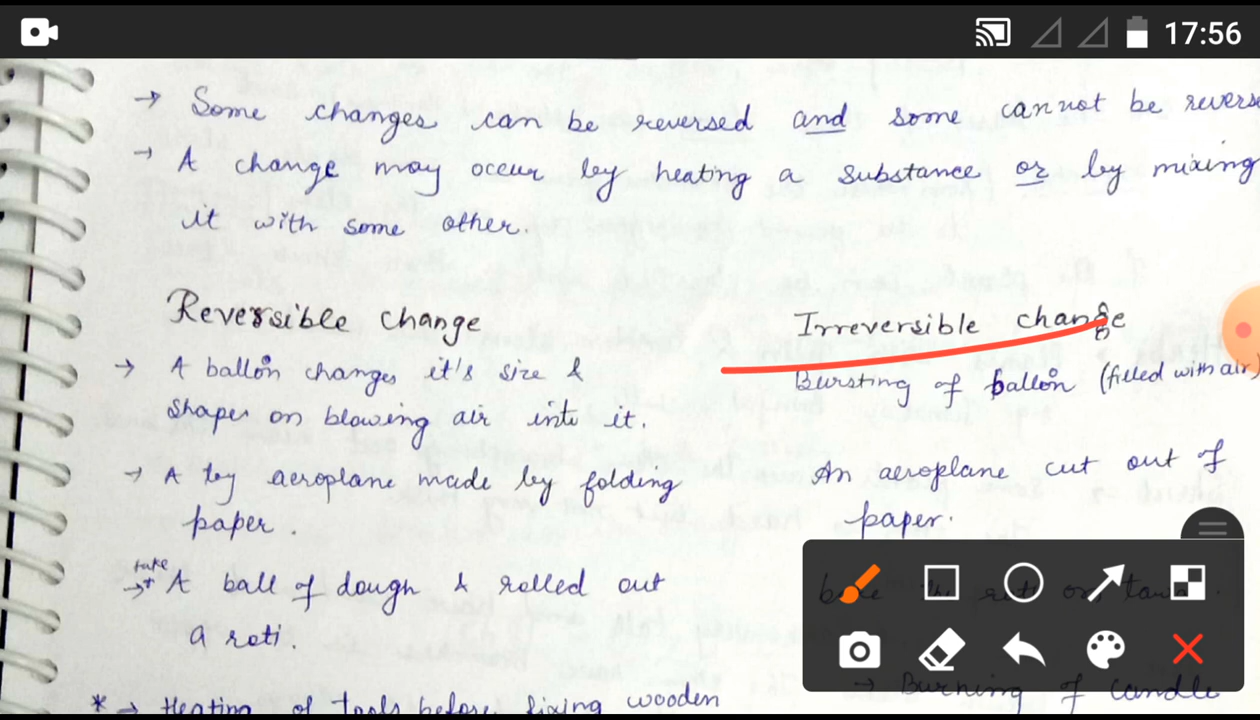 17:56
→ Some changes can be reversed and some cannot be revers
→ A change may occur by heating a substance or by mixing
it with some other.
Reversible change
Irreversible change
→ A ballon changes it's size &
shape on blowing air into it.
Bursting of ballon (filled with air)
→ A toy aeroplane made by folding
paper.
An aeroplane cut out of
paper.
take
→ A ball of dough & rolled out
a roti.
* → Heating of tools before fixing wooden
→ Burning of candle